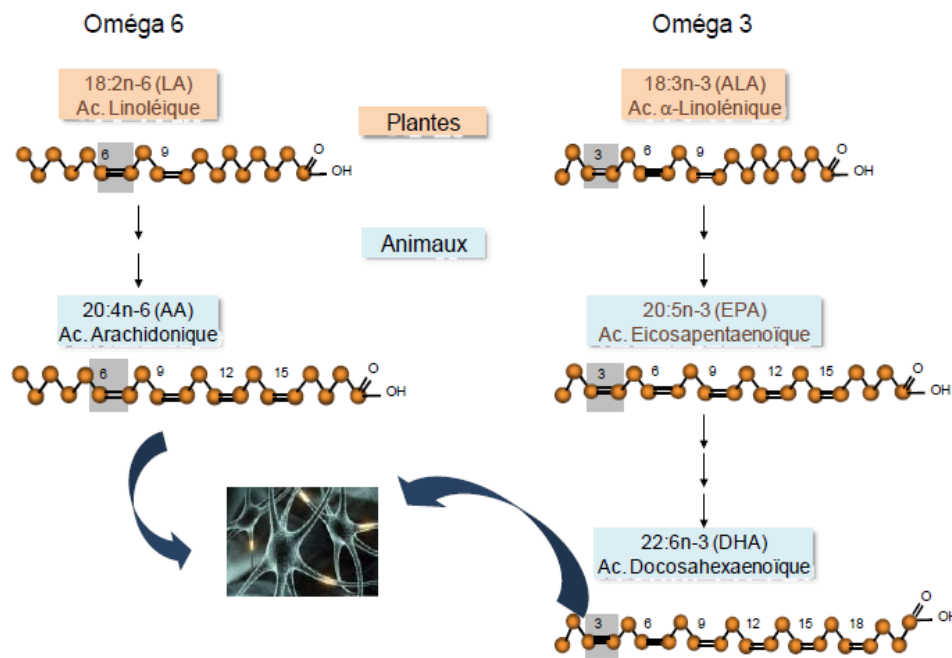 Oméga 6
Oméga 3
18:2n-6 (LA)
Ac. Linoléique
18:3n-3 (ALA)
Ac. α-Linolénique
Plantes
6 9 O
OH
3 6 9 O
OH
Animaux
20:4n-6 (AA)
Ac. Arachidonique
20:5n-3 (EPA)
Ac. Eicosapentaenoïque
6 9 12 15 O
OH
3 6 9 12 15 O
OH
22:6n-3 (DHA)
Ac. Docosahexaenoïque
3 6 9 12 15 18 O
OH